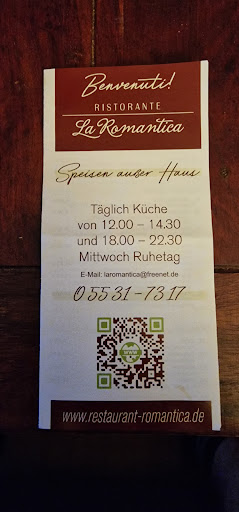 Benvenuti!
RISTORANTE
La Romantica
Speisen außer Haus
Täglich Küche
von 12.00 – 14.30
und 18.00 – 22.30
Mittwoch Ruhetag
E-Mail: laromantica@freenet.de
0 55 31 - 73 17
www
www.restaurant-romantica.de